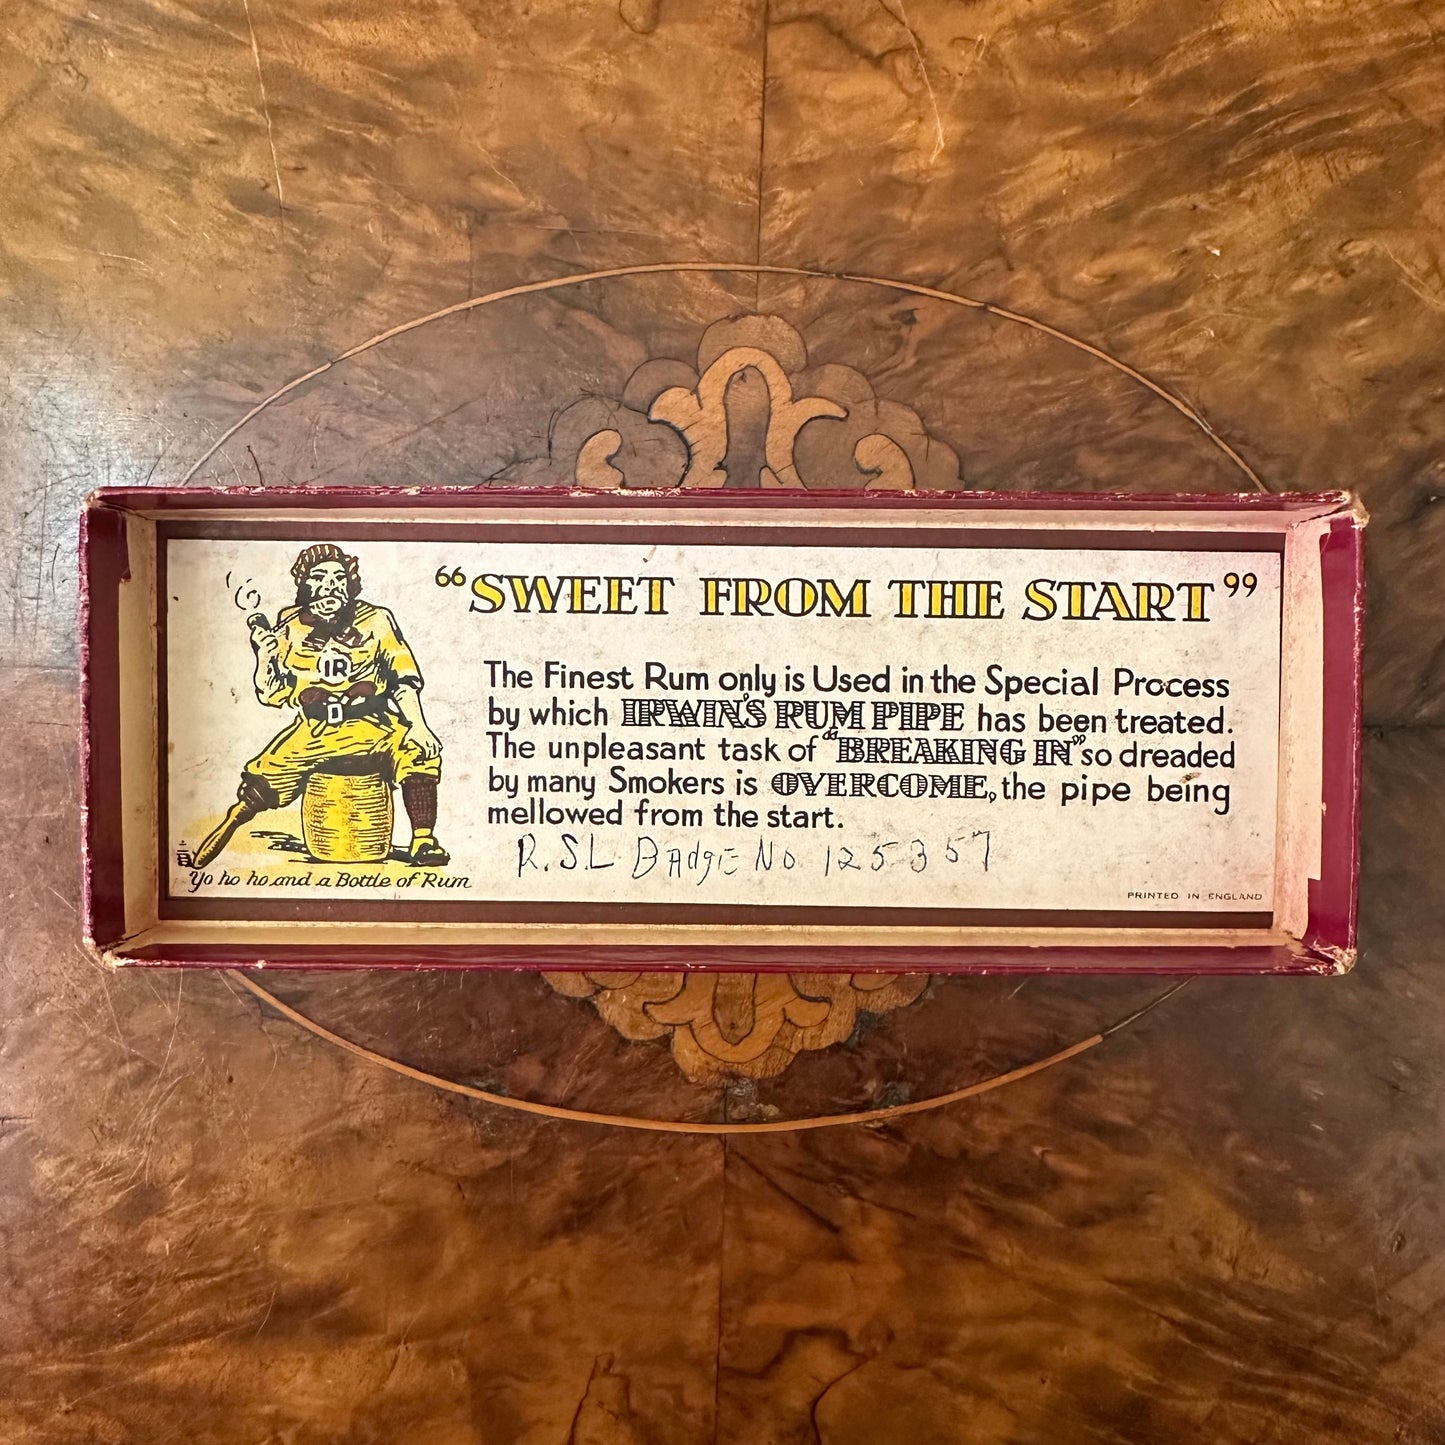 "SWEET FROM THE START"
The Finest Rum only is Used in the Special Process
by which IRWIN'S RUM PIPE has been treated.
The unpleasant task of "BREAKING IN" so dreaded
by many Smokers is OVERCOME, the pipe being
mellowed from the start.
R.S.L Badge No 125357
IR
D
Yo ho ho and a Bottle of Rum
PRINTED IN ENGLAND